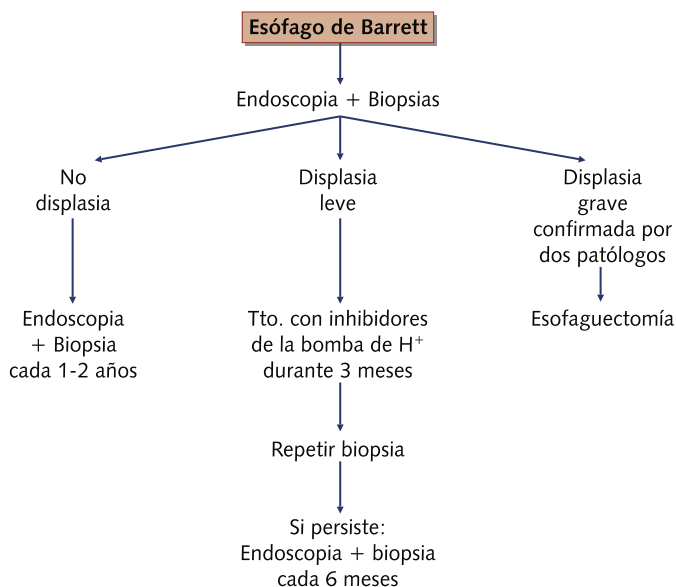 Esófago de Barrett
Endoscopia + Biopsias
No
displasia
Displasia
leve
Displasia
grave
confirmada por
dos patólogos
Endoscopia
+ Biopsia
cada 1-2 años
Tto. con inhibidores
de la bomba de H⁺
durante 3 meses
Esofaguectomía
Repetir biopsia
Si persiste:
Endoscopia + biopsia
cada 6 meses